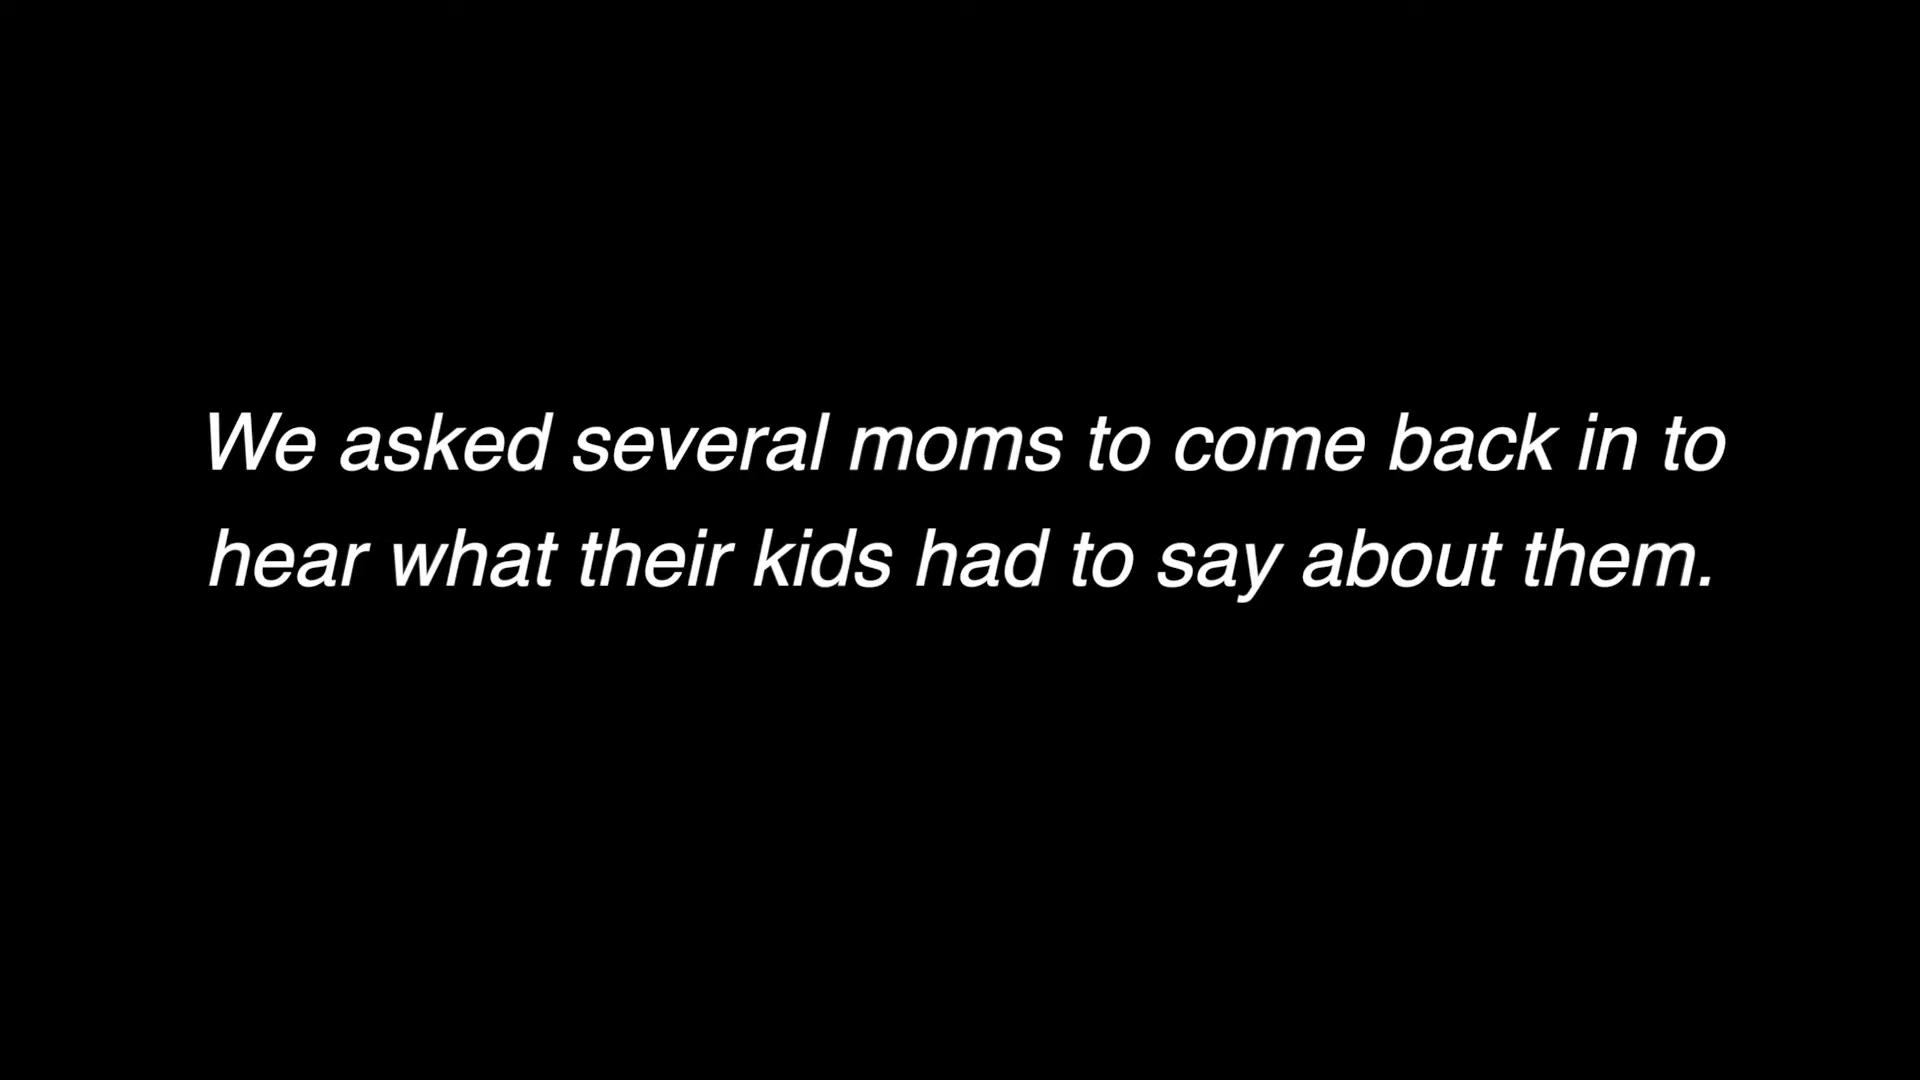 We asked several moms to come back in to
hear what their kids had to say about them.